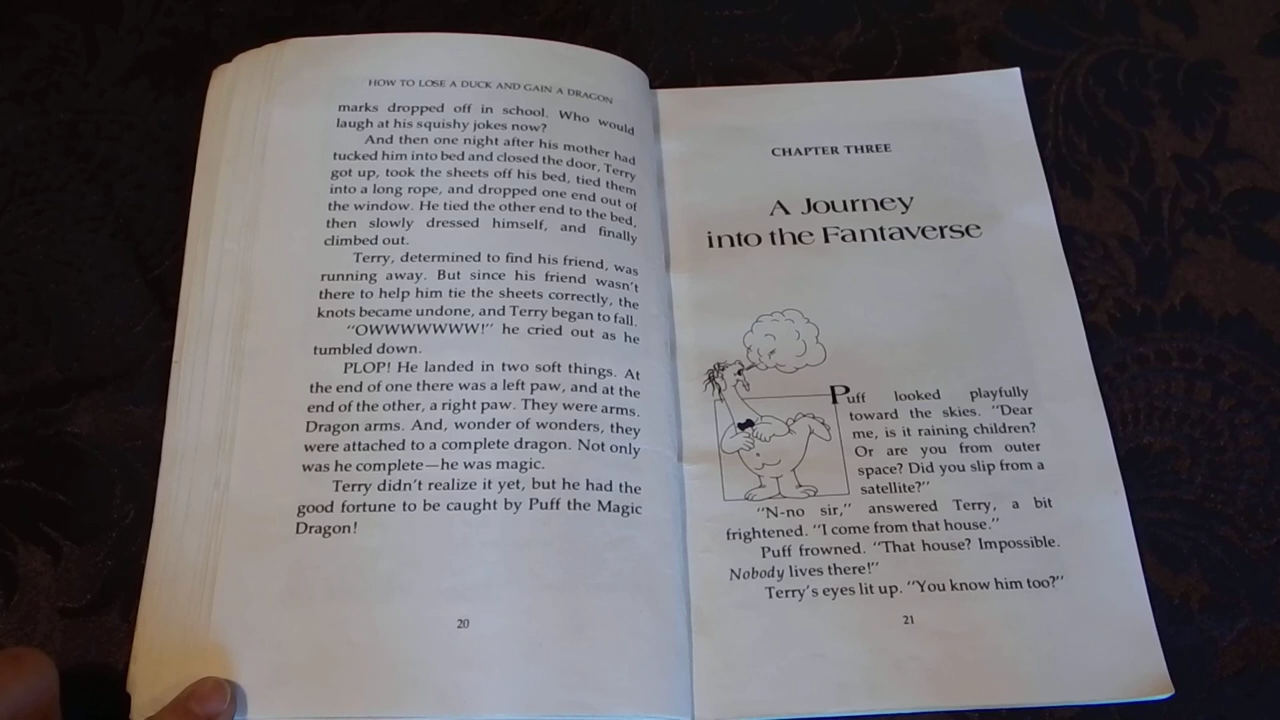 HOW TO LOSE A DUCK AND GAIN A DRAGON
marks dropped off in school. Who would
laugh at his squishy jokes now?
And then one night after his mother had
tucked him into bed and closed the door, Terry
got up, took the sheets off his bed, tied them
into a long rope, and dropped one end out of
the window. He tied the other end to the bed,
then slowly dressed himself, and finally
climbed out.
Terry, determined to find his friend, was
running away. But since his friend wasn't
there to help him tie the sheets correctly, the
knots became undone, and Terry began to fall.
"OWWWWWWW!" he cried out as he
tumbled down.
PLOP! He landed in two soft things. At
the end of one there was a left paw, and at the
end of the other, a right paw. They were arms.
Dragon arms. And, wonder of wonders, they
were attached to a complete dragon. Not only
was he complete—he was magic.
Terry didn't realize it yet, but he had the
good fortune to be caught by Puff the Magic
Dragon!
20
CHAPTER THREE
A Journey
into the Fantaverse
Puff looked playfully
toward the skies. "Dear
me, is it raining children?
Or are you from outer
space? Did you slip from a
satellite?"
"N-no sir," answered Terry, a bit
frightened. "I come from that house."
Puff frowned. "That house? Impossible.
Nobody lives there!"
Terry's eyes lit up. "You know him too?"
21